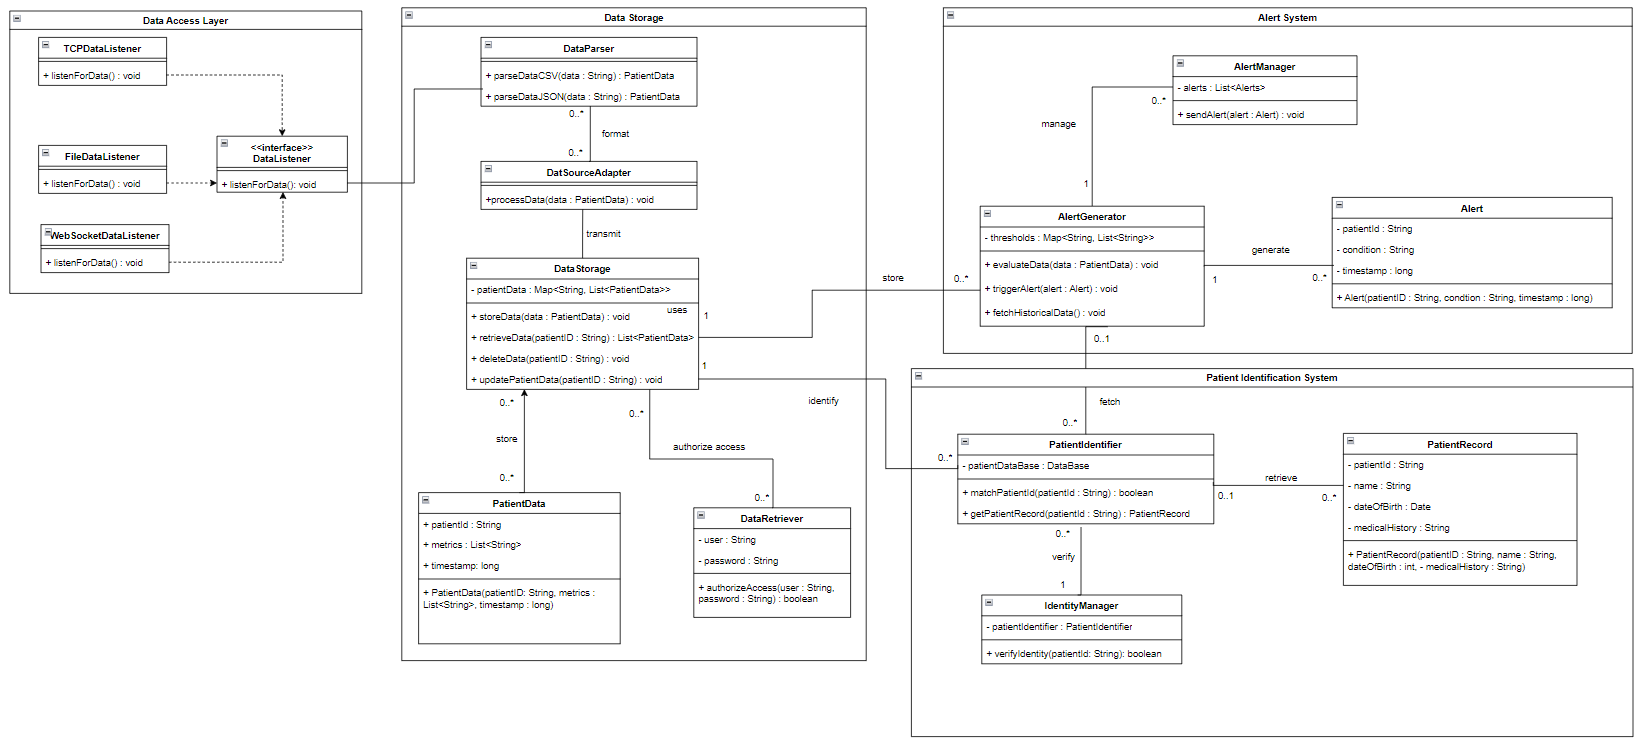 Data Access Layer
TCPDataListener
+ listenForData() : void
FileDataListener
+ listenForData() : void
WebSocketDataListener
+ listenForData() : void
<<interface>>
DataListener
+ listenForData(): void
Data Storage
DataParser
+ parseDataCSV(data : String) : PatientData
+ parseDataJSON(data : String) : PatientData
0..*
format
0..*
DatSourceAdapter
+processData(data : PatientData) : void
transmit
DataStorage
- patientData : Map<String, List<PatientData>>
uses
+ storeData(data : PatientData) : void
+ retrieveData(patientID : String) : List<PatientData>
+ deleteData(patientID : String) : void
+ updatePatientData(patientID : String) : void
1
1
store
0..*
identify
0..*
0..*
store
0..*
0..*
authorize access
0..*
PatientData
+ patientId : String
+ metrics : List<String>
+ timestamp: long
+ PatientData(patientID: String, metrics :
List<String>, timestamp : long)
DataRetriever
- user : String
- password : String
+ authorizeAccess(user : String,
password : String) : boolean
Alert System
AlertManager
- alerts : List<Alerts>
+ sendAlert(alert : Alert) : void
0..*
manage
1
AlertGenerator
- thresholds : Map<String, List<String>>
+ evaluateData(data : PatientData) : void
+ triggerAlert(alert : Alert) : void
+ fetchHistoricalData() : void
generate
1
0..*
Alert
- patientId : String
- condition : String
- timestamp : long
+ Alert(patientID : String, condtion : String, timestamp : long)
0..1
Patient Identification System
fetch
0..*
PatientIdentifier
- patientDataBase : DataBase
+ matchPatientId(patientId : String) : boolean
+ getPatientRecord(patientId : String) : PatientRecord
retrieve
0..1
0..*
PatientRecord
- patientId : String
- name : String
- dateOfBirth : Date
- medicalHistory : String
+ PatientRecord(patientID : String, name : String,
dateOfBirth : int, - medicalHistory : String)
0..*
verify
1
IdentityManager
- patientIdentifier : PatientIdentifier
+ verifyIdentity(patientId: String): boolean